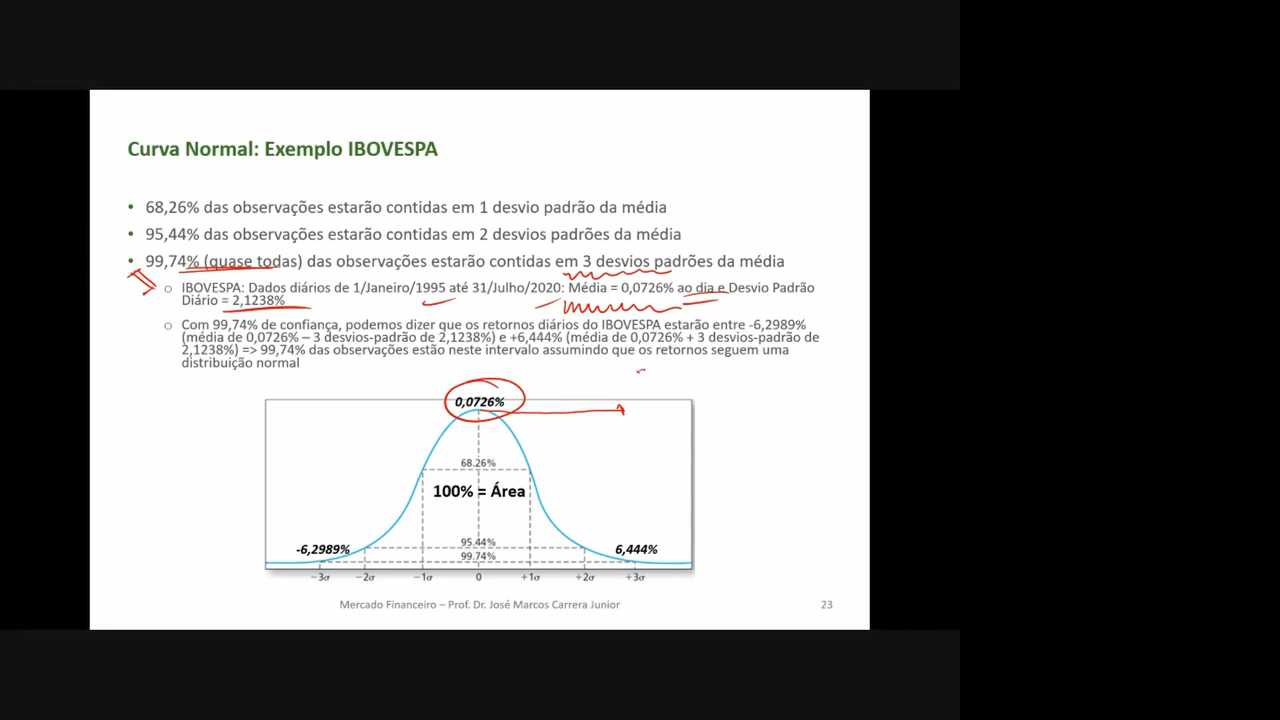 Curva Normal: Exemplo IBOVESPA
• 68,26% das observações estarão contidas em 1 desvio padrão da média
• 95,44% das observações estarão contidas em 2 desvios padrões da média
• 99,74% (quase todas) das observações estarão contidas em 3 desvios padrões da média
o IBOVESPA: Dados diários de 1/Janeiro/1995 até 31/Julho/2020: Média = 0,0726% ao dia e Desvio Padrão
Diário = 2,1238%
o Com 99,74% de confiança, podemos dizer que os retornos diários do IBOVESPA estarão entre -6,2989%
(média de 0,0726% – 3 desvios-padrão de 2,1238%) e +6,444% (média de 0,0726% + 3 desvios-padrão de
2,1238%) => 99,74% das observações estão neste intervalo assumindo que os retornos seguem uma
distribuição normal
0,0726%
68.26%
100% = Área
95.44%
-6,2989% 6,444%
99.74%
−3σ −2σ −1σ 0 +1σ +2σ +3σ
Mercado Financeiro – Prof. Dr. José Marcos Carrera Junior 23